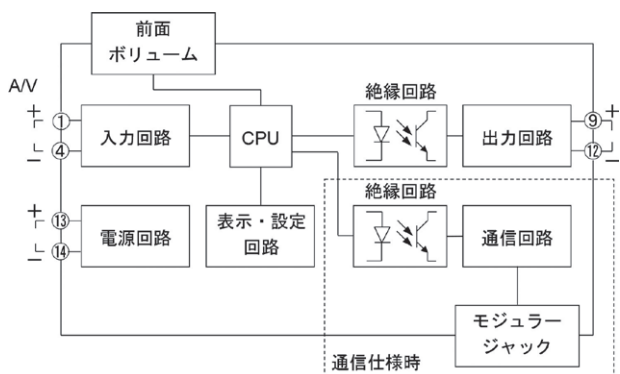 前面
ボリューム
A/V
+
①
④
−
入力回路
CPU
絶縁回路
出力回路
⑨
⑫
+
−
+
⑬
⑭
−
電源回路
表示・設定
回路
絶縁回路
通信回路
モジュラー
ジャック
通信仕様時